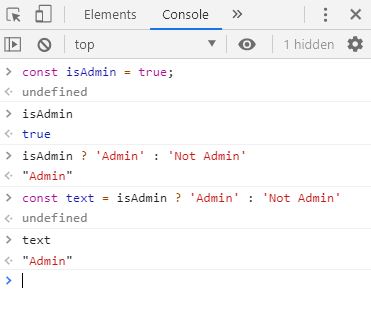 Elements Console »
top ▼ 1 hidden
> const isAdmin = true;
< undefined
> isAdmin
< true
> isAdmin ? 'Admin' : 'Not Admin'
< "Admin"
> const text = isAdmin ? 'Admin' : 'Not Admin'
< undefined
> text
< "Admin"
>